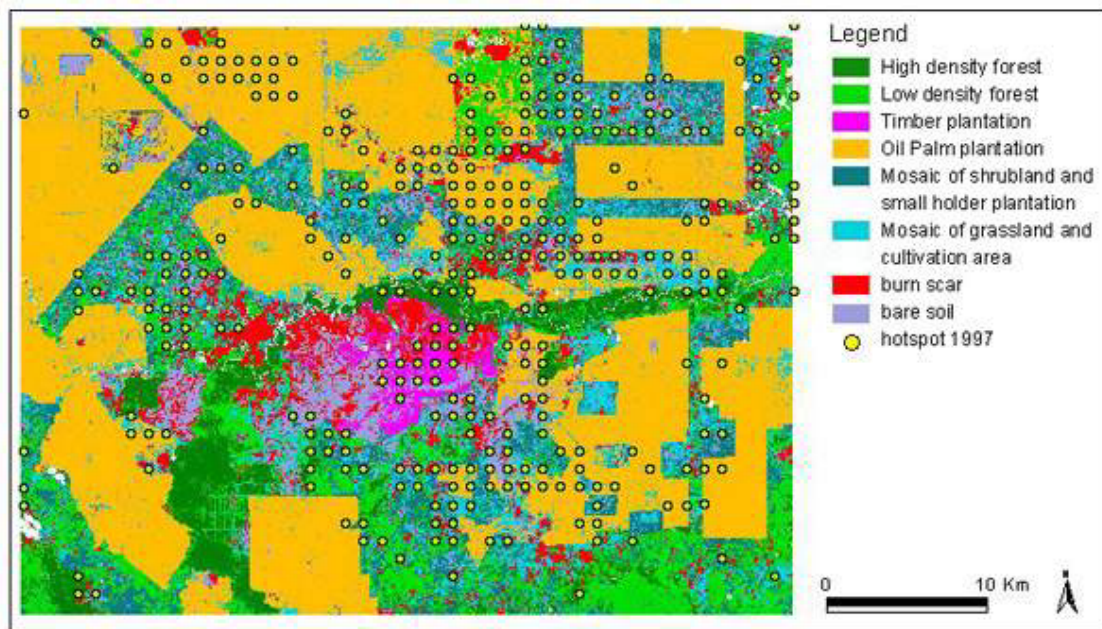 Legend
High density forest
Low density forest
Timber plantation
Oil Palm plantation
Mosaic of shrubland and
small holder plantation
Mosaic of grassland and
cultivation area
burn scar
bare soil
hotspot 1997
0 10 Km